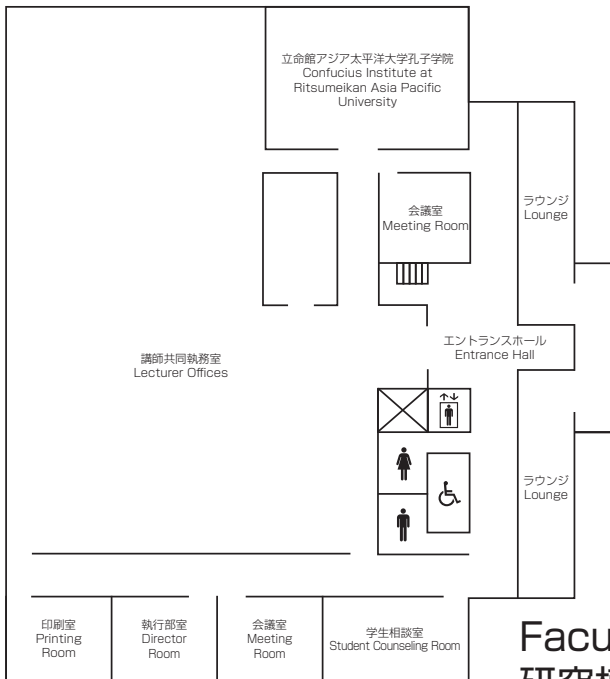 立命館アジア太平洋大学孔子学院
Confucius Institute at
Ritsumeikan Asia Pacific
University
会議室
Meeting Room
ラウンジ
Lounge
エントランスホール
Entrance Hall
講師共同執務室
Lecturer Offices
ラウンジ
Lounge
印刷室
Printing
Room
執行部室
Director
Room
会議室
Meeting
Room
学生相談室
Student Counseling Room